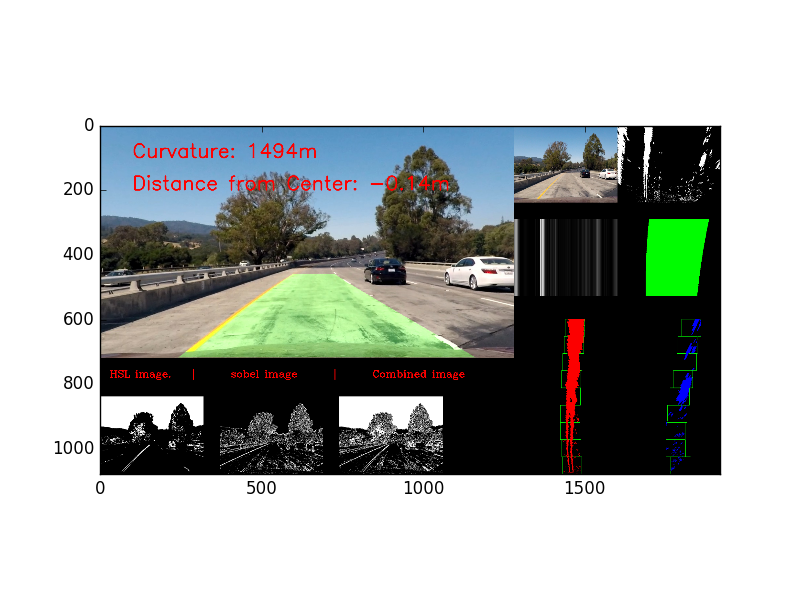 Curvature: 1494m
Distance from Center: -0.14m
HSL image. | sobel image | Combined image
0
200
400
600
800
1000
0 500 1000 1500